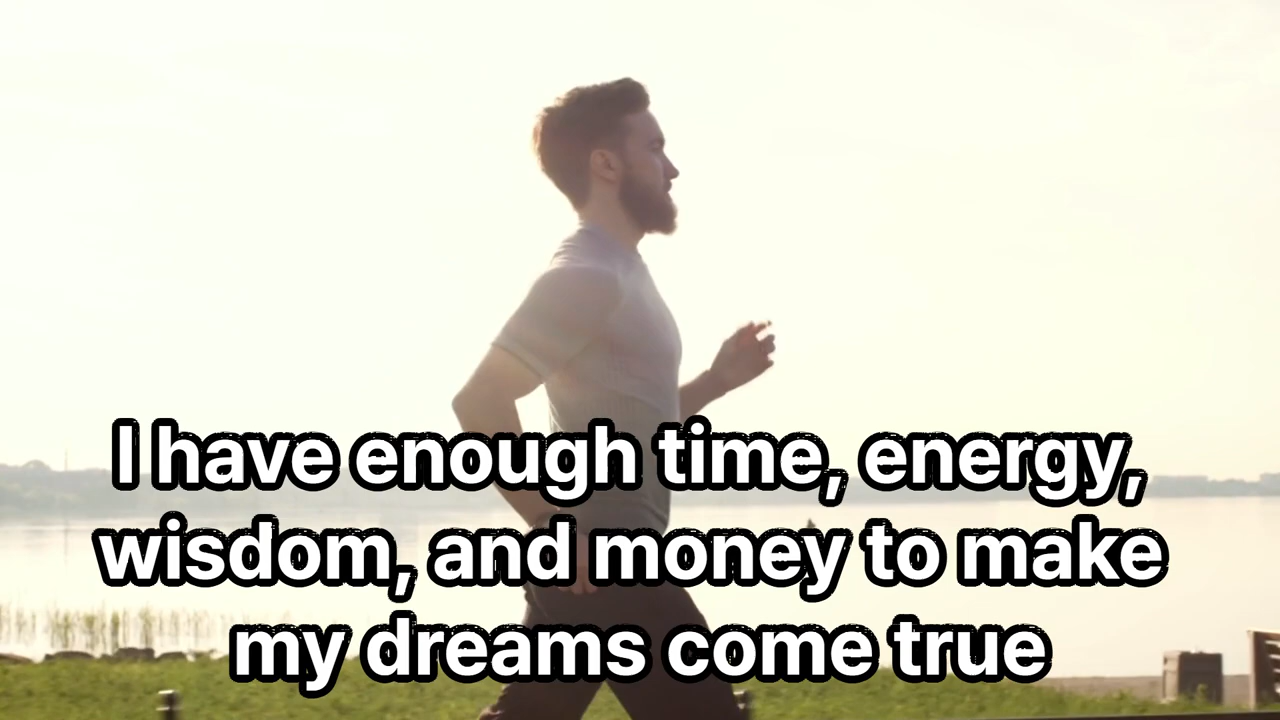 I have enough time, energy,
wisdom, and money to make
my dreams come true